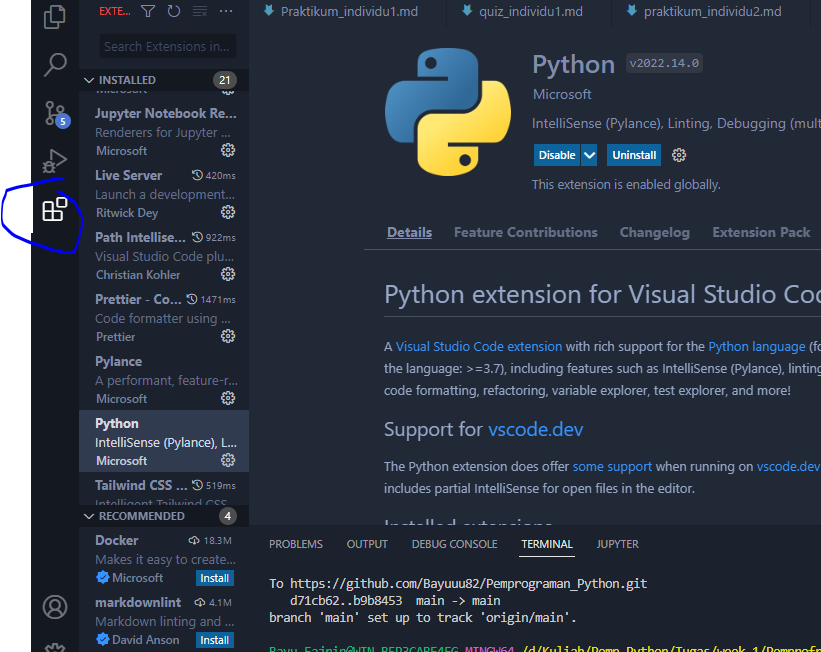 EXTE...
Praktikum_individu1.md
quiz_individu1.md
praktikum_individu2.md
Search Extensions in...
INSTALLED 21
5
Microsoft
Jupyter Notebook Re...
Renderers for Jupyter ...
Microsoft
Live Server 420ms
Launch a development...
Ritwick Dey
Path Intellise... 922ms
Visual Studio Code plu...
Christian Kohler
Prettier - Co... 1471ms
Code formatter using ...
Prettier
Pylance
A performant, feature-r...
Microsoft
Python
IntelliSense (Pylance), L...
Microsoft
Tailwind CSS ... 519ms
Intelligent Tailwind CSS
RECOMMENDED 4
Docker 18.3M
Makes it easy to create...
Microsoft Install
markdownlint 4.1M
Markdown linting and ...
David Anson Install
Python v2022.14.0
Microsoft
IntelliSense (Pylance), Linting, Debugging (mult
Disable Uninstall
This extension is enabled globally.
Details Feature Contributions Changelog Extension Pack
Python extension for Visual Studio Coc
A Visual Studio Code extension with rich support for the Python language (fo
the language: >=3.7), including features such as IntelliSense (Pylance), linting
code formatting, refactoring, variable explorer, test explorer, and more!
Support for vscode.dev
The Python extension does offer some support when running on vscode.dev
includes partial IntelliSense for open files in the editor.
Installed extensions
PROBLEMS OUTPUT DEBUG CONSOLE TERMINAL JUPYTER
To https://github.com/Bayuuu82/Pemprograman_Python.git
d71cb62..b9b8453 main -> main
branch 'main' set up to track 'origin/main'.